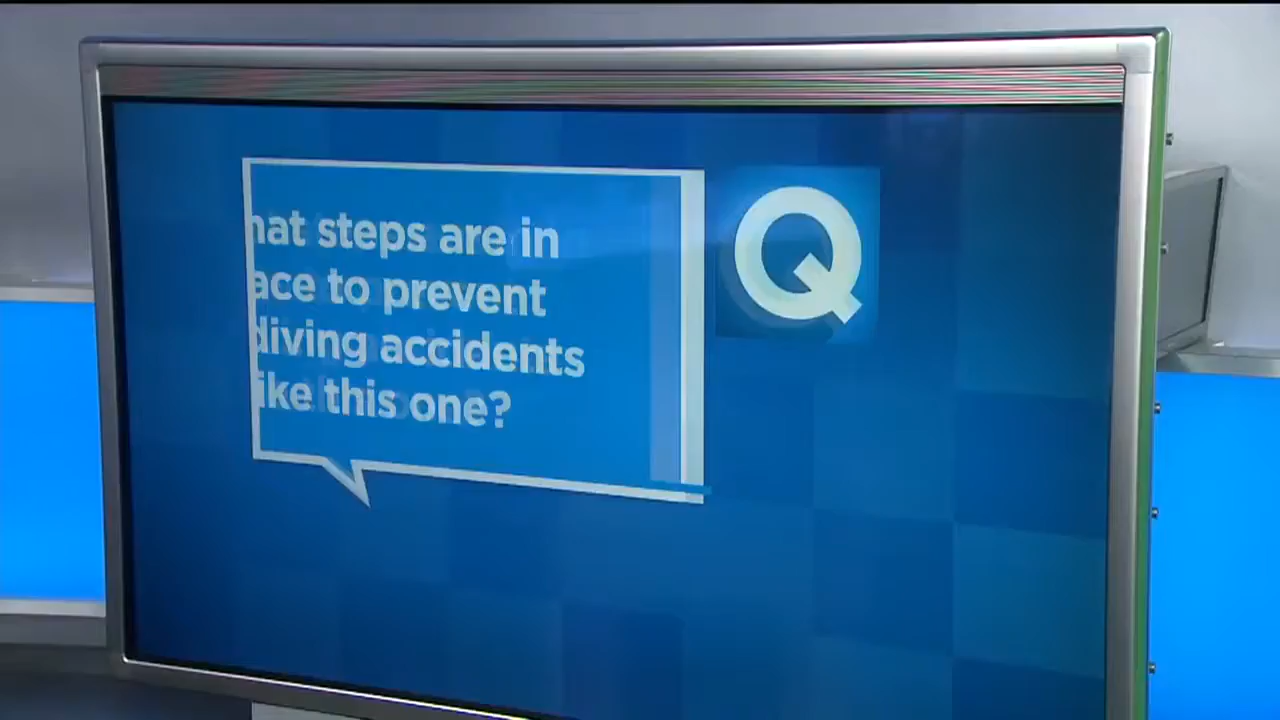 hat steps are in
ace to prevent
diving accidents
ike this one?
Q